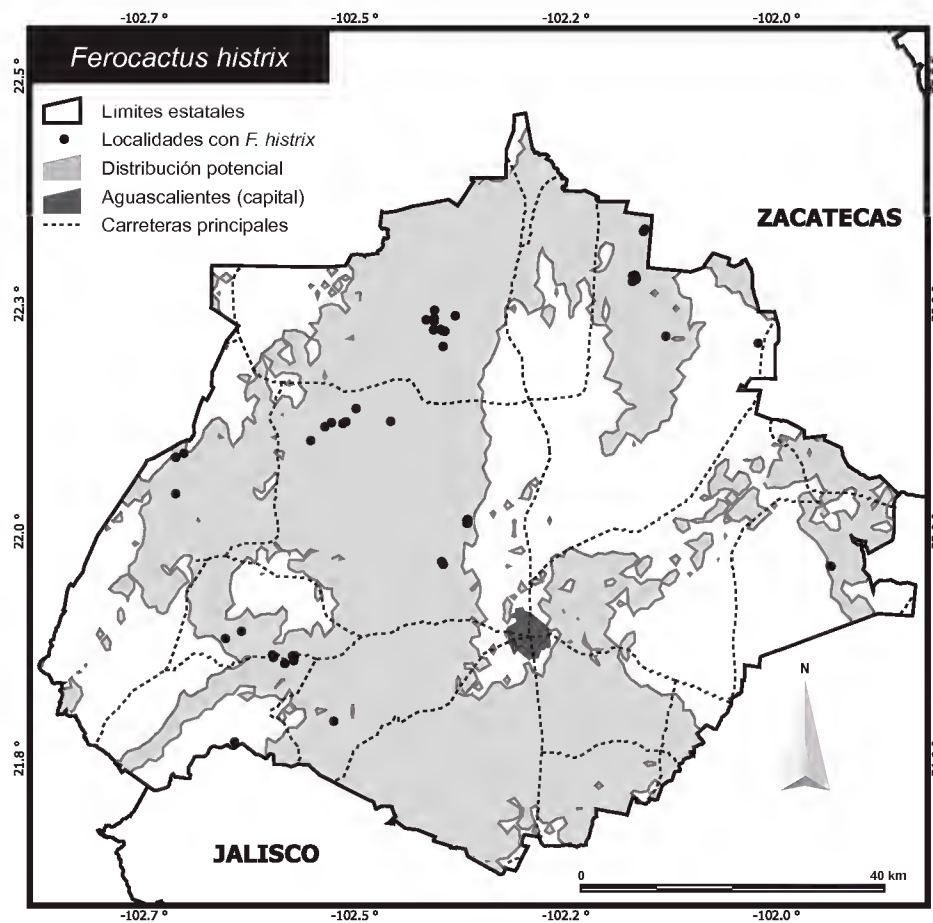 -102.7 ° -102.5 ° -102.2 ° -102.0 °
Ferocactus histrix
Límites estatales
Localidades con F. histrix
Distribución potencial
Aguascalientes (capital)
Carreteras principales
22.5 °
22.3 °
22.0 °
21.8 °
ZACATECAS
N
JALISCO
0 40 km
-102.7 ° -102.5 ° -102.2 ° -102.0 °